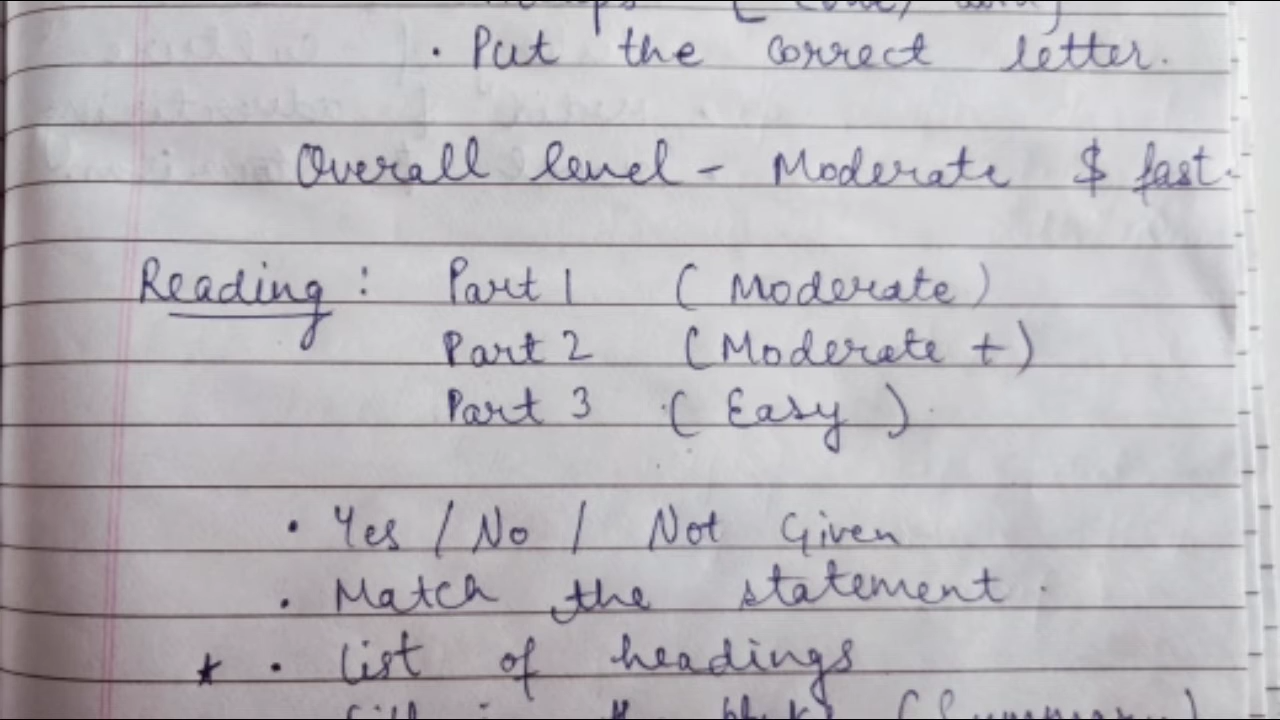 · Put the correct letter.
Overall level - Moderate $ fast.
Reading : Part 1 ( Moderate )
Part 2 ( Moderate + )
Part 3 ( Easy ).
· Yes / No / Not Given
· Match the statement.
* · List of headings